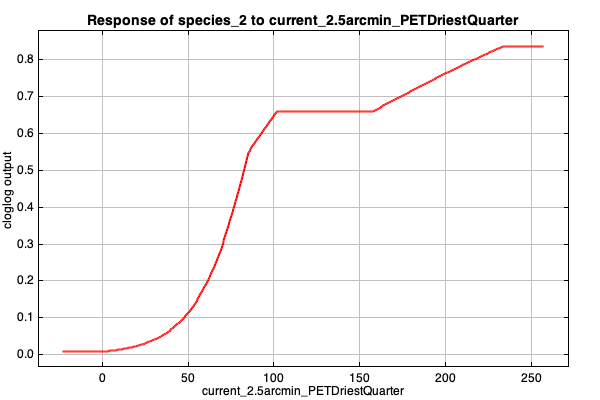 Response of species_2 to current_2.5arcmin_PETDriestQuarter
cloglog output
0.8
0.7
0.6
0.5
0.4
0.3
0.2
0.1
0.0
0 50 100 150 200 250
current_2.5arcmin_PETDriestQuarter